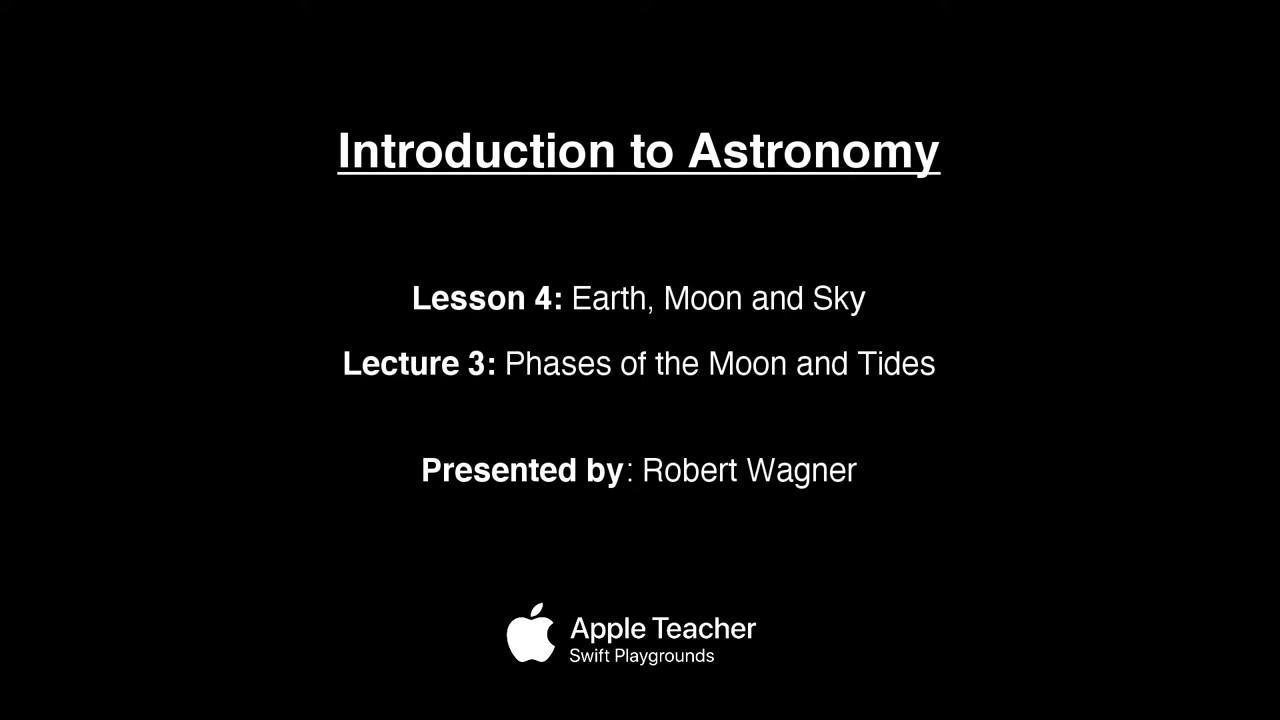 Introduction to Astronomy
Lesson 4: Earth, Moon and Sky
Lecture 3: Phases of the Moon and Tides
Presented by: Robert Wagner
Apple Teacher
Swift Playgrounds